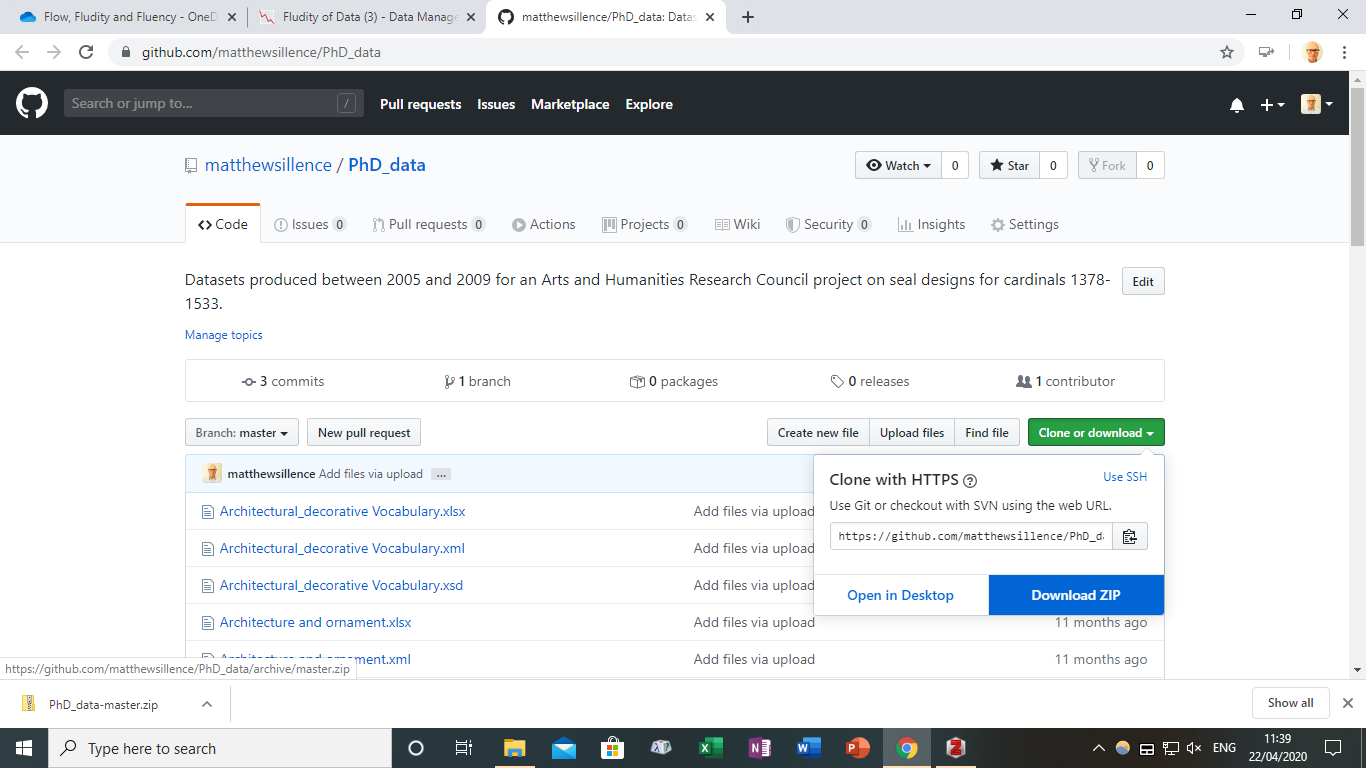 Flow, Fludity and Fluency - OneD
Fludity of Data (3) - Data Manage
matthewsillence/PhD_data: Datas
github.com/matthewsillence/PhD_data
Search or jump to...
/
Pull requests
Issues
Marketplace
Explore
matthewsillence / PhD_data
Watch 0
Star 0
Fork 0
Code
Issues 0
Pull requests 0
Actions
Projects 0
Wiki
Security 0
Insights
Settings
Datasets produced between 2005 and 2009 for an Arts and Humanities Research Council project on seal designs for cardinals 1378-
1533.
Edit
Manage topics
3 commits
1 branch
0 packages
0 releases
1 contributor
Branch: master
New pull request
Create new file
Upload files
Find file
Clone or download
matthewsillence Add files via upload ...
Clone with HTTPS
Use SSH
Use Git or checkout with SVN using the web URL.
https://github.com/matthewsillence/PhD_d
Open in Desktop
Download ZIP
Architectural_decorative Vocabulary.xlsx Add files via upload
Architectural_decorative Vocabulary.xml Add files via upload
Architectural_decorative Vocabulary.xsd Add files via upload
Architecture and ornament.xlsx Add files via upload 11 months ago
ment.xml Add files via upload 11 months ago
https://github.com/matthewsillence/PhD_data/archive/master.zip
PhD_data-master.zip
Show all
Type here to search
ENG
11:39
22/04/2020